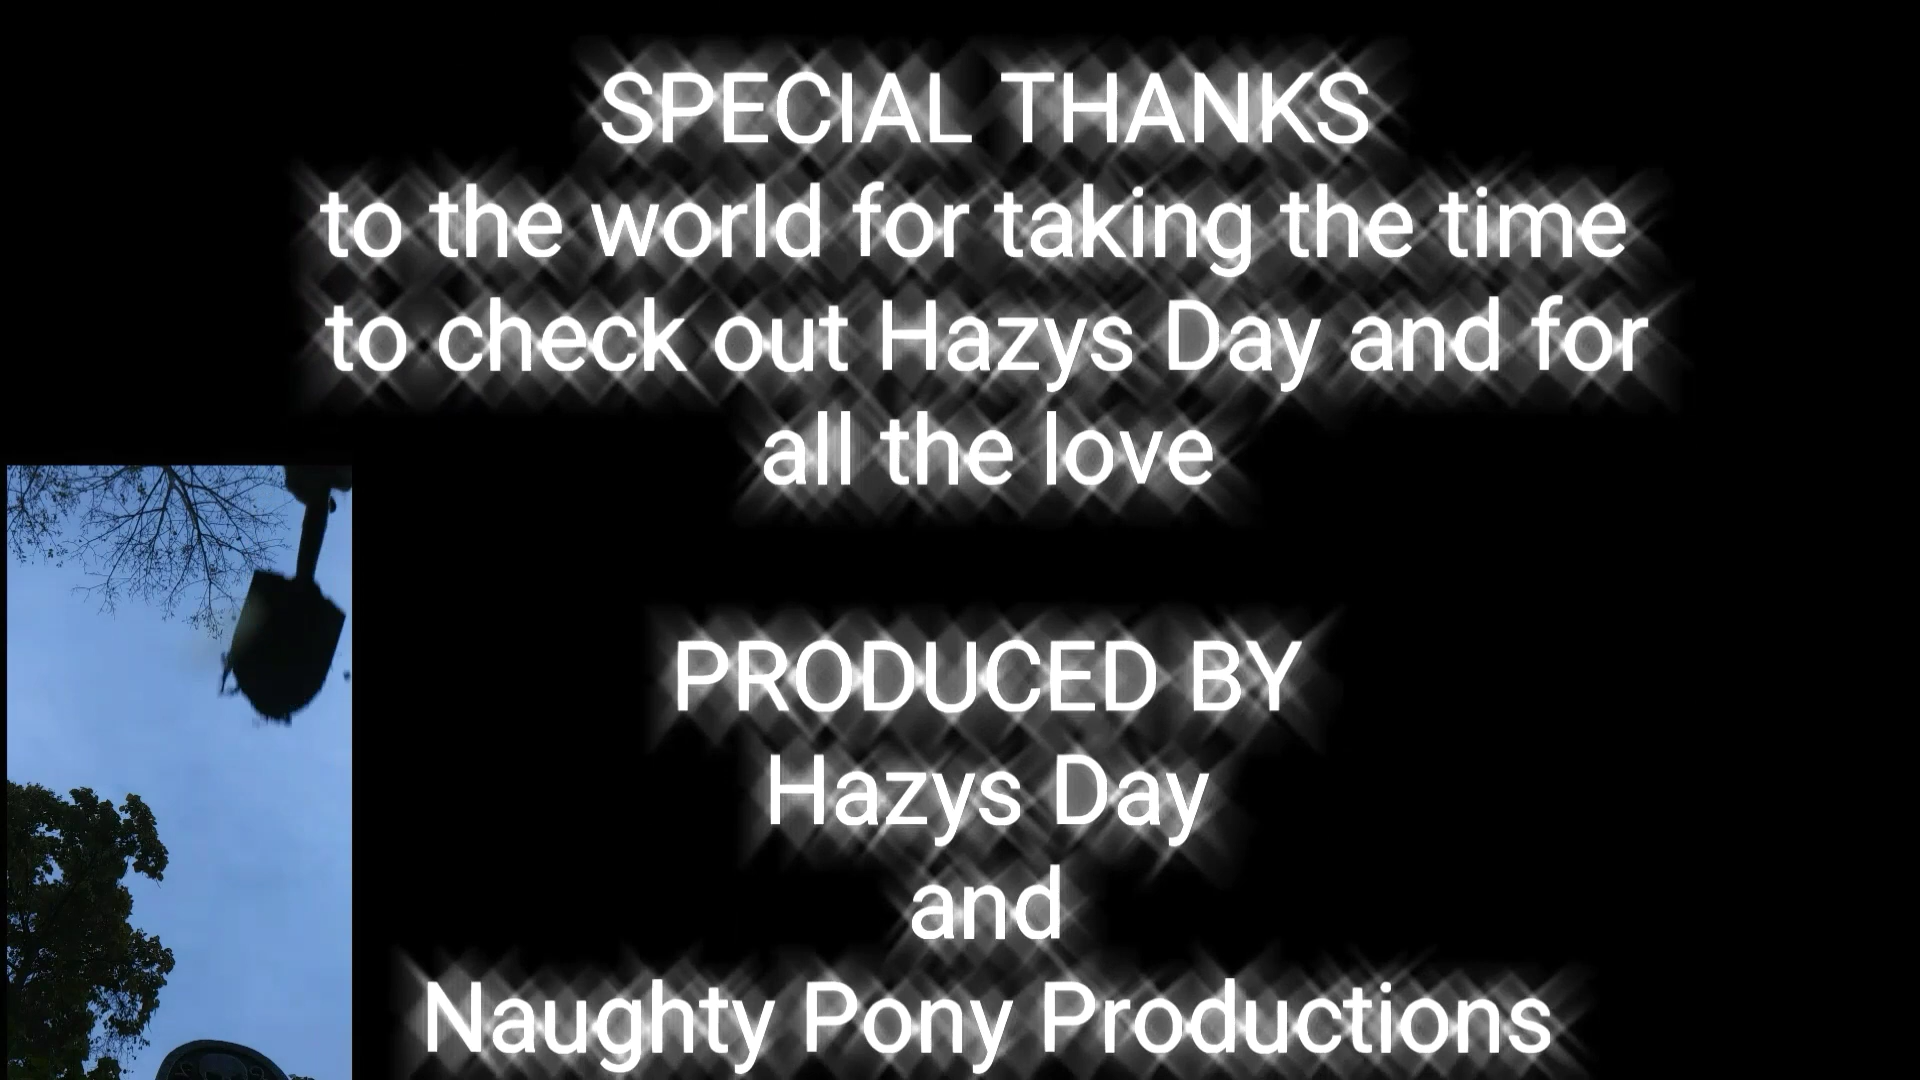 SPECIAL THANKS
to the world for taking the time
to check out Hazys Day and for
all the love
PRODUCED BY
Hazys Day
and
Naughty Pony Productions